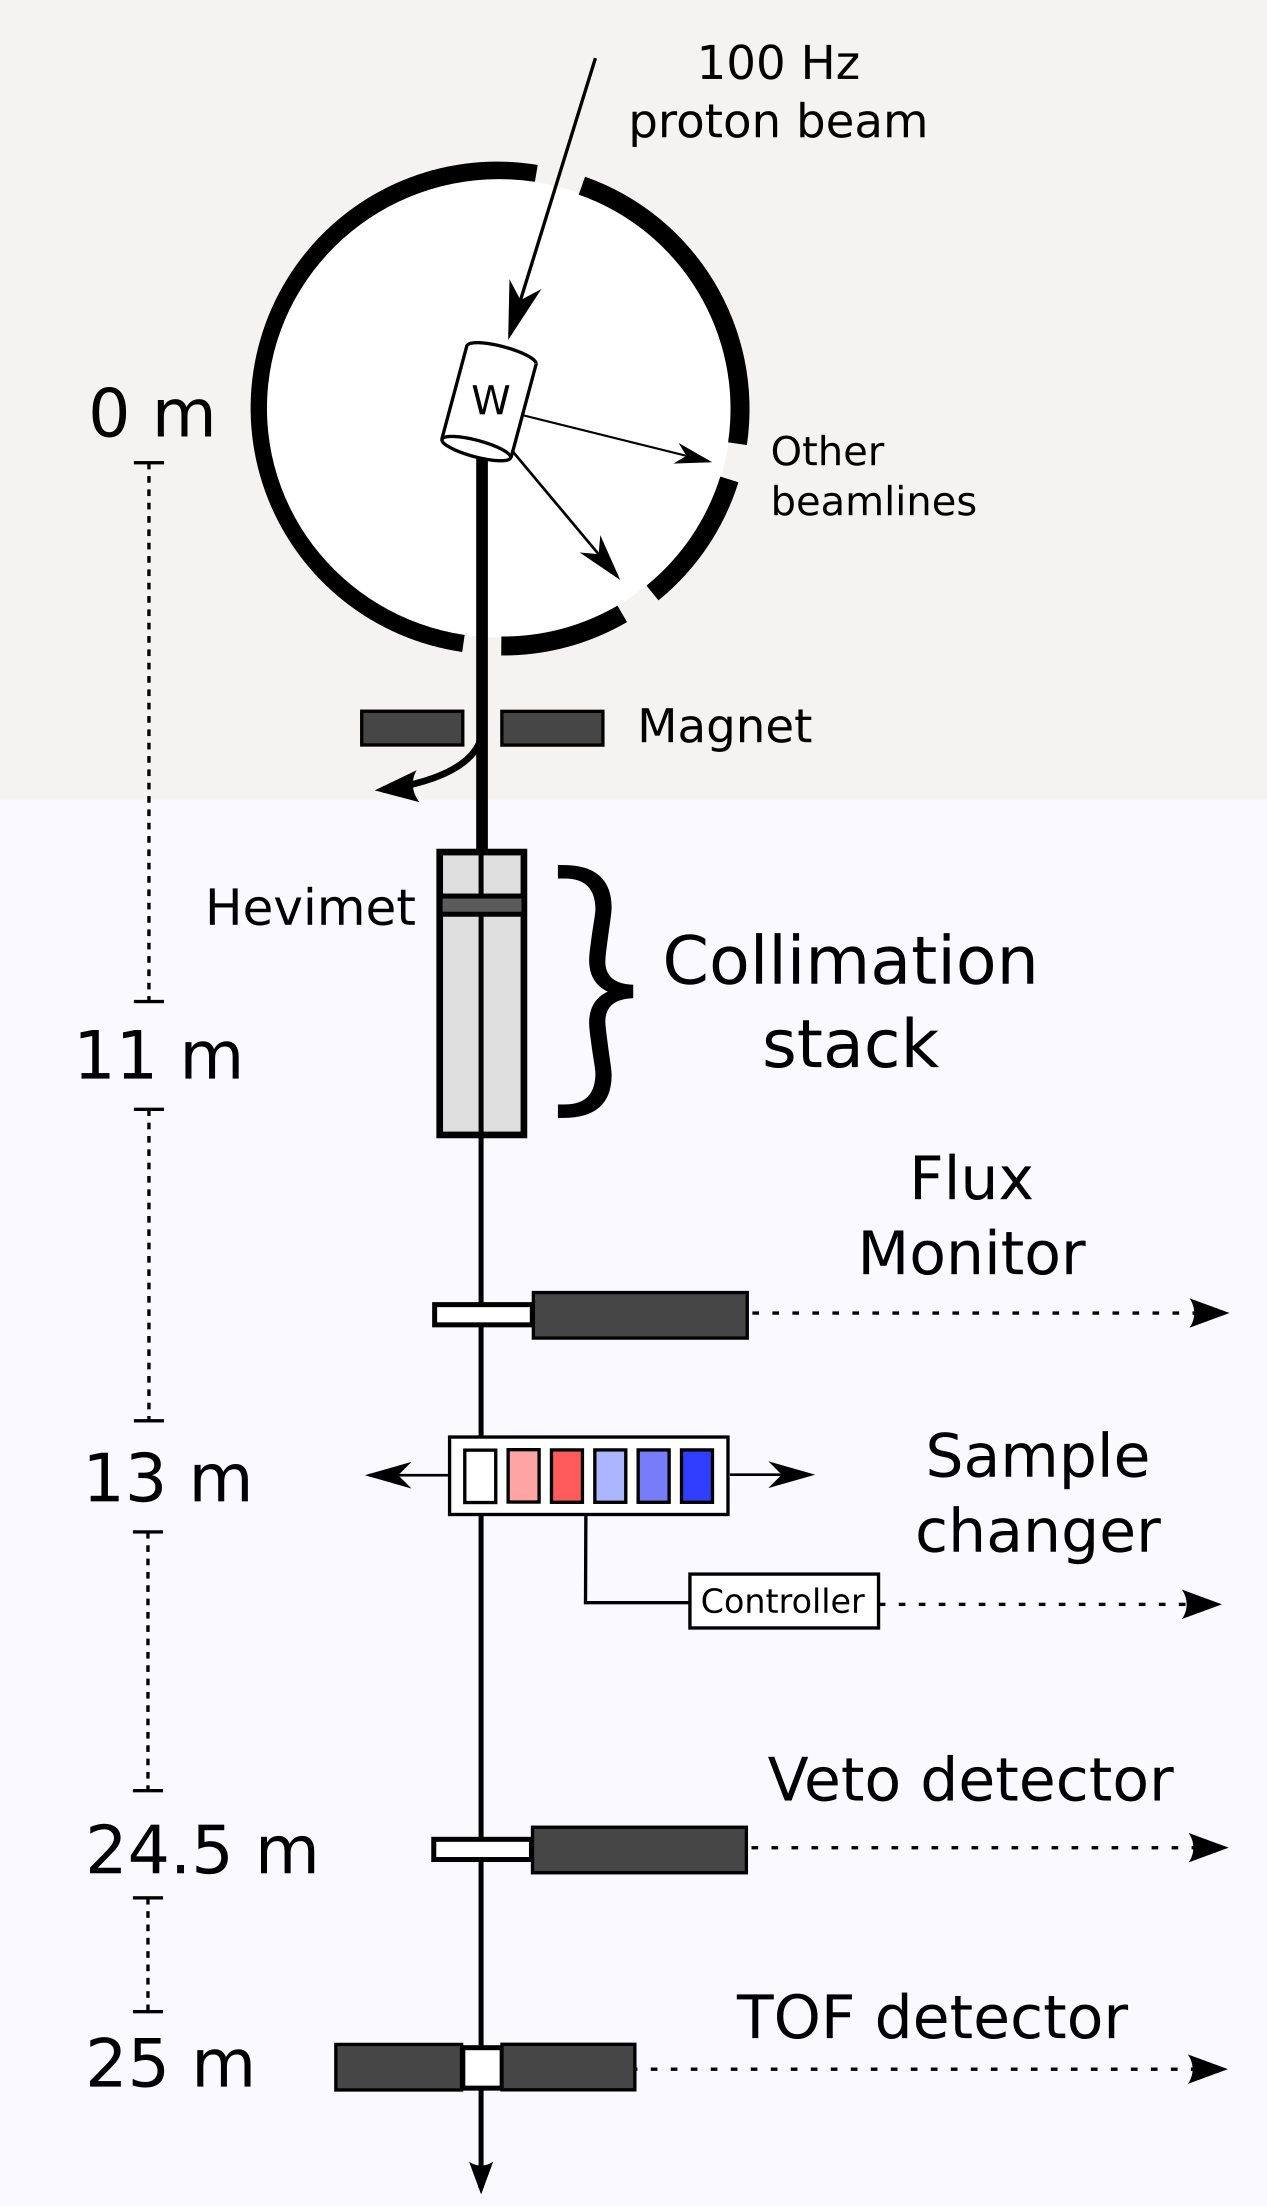 100 Hz
proton beam
W
0 m
Other
beamlines
Magnet
Hevimet
Collimation
stack
11 m
Flux
Monitor
13 m
Sample
changer
Controller
Veto detector
24.5 m
TOF detector
25 m